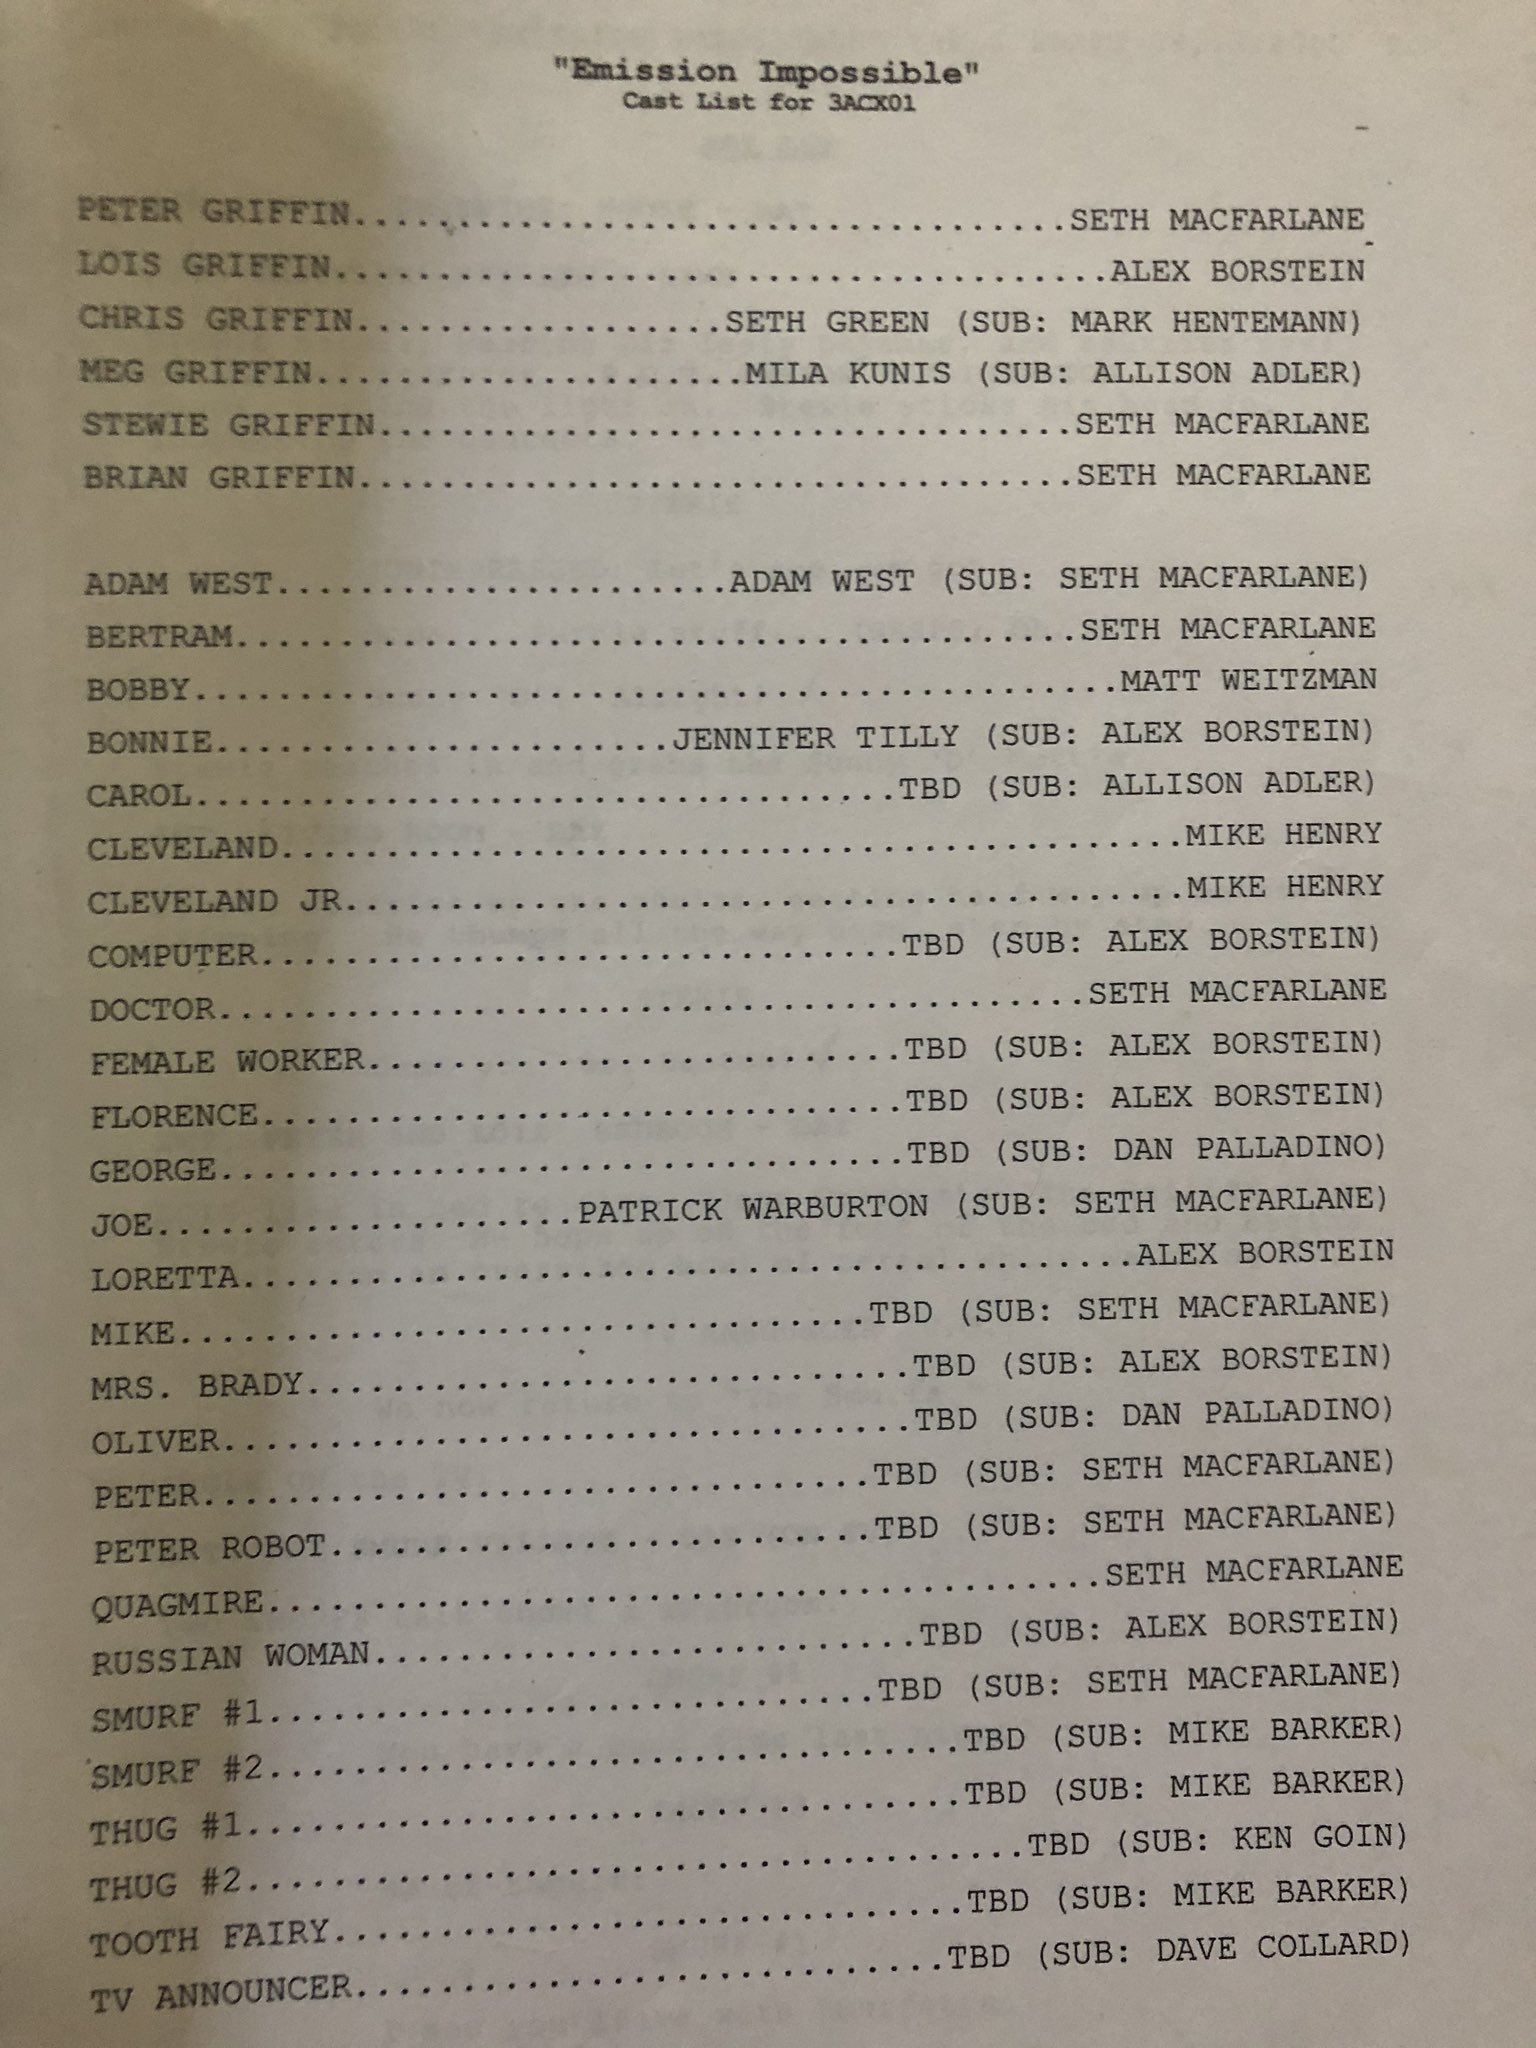 "Emission Impossible"
Cast List for 3ACX01
PETER GRIFFIN..................................SETH MACFARLANE
LOIS GRIFFIN.....................................ALEX BORSTEIN
CHRIS GRIFFIN..................SETH GREEN (SUB: MARK HENTEMANN)
MEG GRIFFIN.....................MILA KUNIS (SUB: ALLISON ADLER)
STEWIE GRIFFIN.................................SETH MACFARLANE
BRIAN GRIFFIN..................................SETH MACFARLANE
ADAM WEST......................ADAM WEST (SUB: SETH MACFARLANE)
BERTRAM........................................SETH MACFARLANE
BOBBY............................................MATT WEITZMAN
BONNIE......................JENNIFER TILLY (SUB: ALEX BORSTEIN)
CAROL..................................TBD (SUB: ALLISON ADLER)
CLEVELAND...........................................MIKE HENRY
CLEVELAND JR........................................MIKE HENRY
COMPUTER...............................TBD (SUB: ALEX BORSTEIN)
DOCTOR.........................................SETH MACFARLANE
FEMALE WORKER..........................TBD (SUB: ALEX BORSTEIN)
FLORENCE...............................TBD (SUB: ALEX BORSTEIN)
GEORGE.................................TBD (SUB: DAN PALLADINO)
JOE....................PATRICK WARBURTON (SUB: SETH MACFARLANE)
LORETTA..........................................ALEX BORSTEIN
MIKE.................................TBD (SUB: SETH MACFARLANE)
MRS. BRADY.............................TBD (SUB: ALEX BORSTEIN)
OLIVER.................................TBD (SUB: DAN PALLADINO)
PETER................................TBD (SUB: SETH MACFARLANE)
PETER ROBOT..........................TBD (SUB: SETH MACFARLANE)
QUAGMIRE.......................................SETH MACFARLANE
RUSSIAN WOMAN..........................TBD (SUB: ALEX BORSTEIN)
SMURF #1.............................TBD (SUB: SETH MACFARLANE)
SMURF #2.................................TBD (SUB: MIKE BARKER)
THUG #1..................................TBD (SUB: MIKE BARKER)
THUG #2.....................................TBD (SUB: KEN GOIN)
TOOTH FAIRY..............................TBD (SUB: MIKE BARKER)
TV ANNOUNCER............................TBD (SUB: DAVE COLLARD)